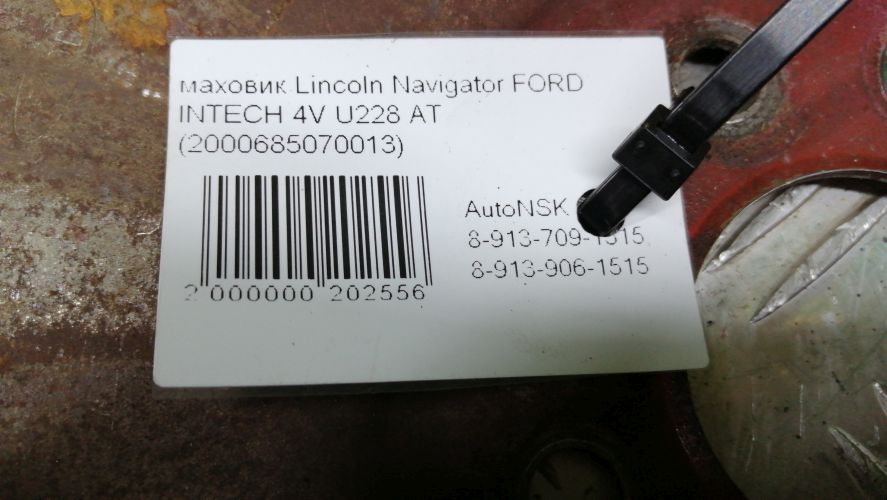 маховик Lincoln Navigator FORD
INTECH 4V U228 AT
(2000685070013)
AutoNSK
8-913-709-1515
8-913-906-1515
2 000000 202556